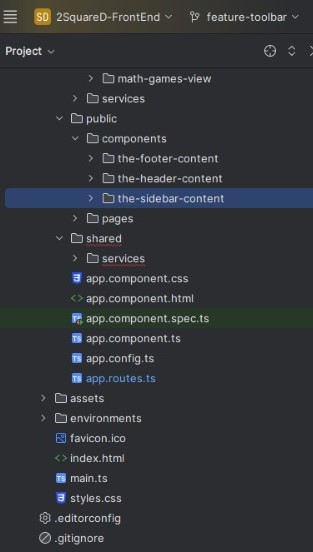 SD 2SquareD-FrontEnd feature-toolbar
Project
math-games-view
services
public
components
the-footer-content
the-header-content
the-sidebar-content
pages
shared
services
app.component.css
app.component.html
app.component.spec.ts
app.component.ts
app.config.ts
app.routes.ts
assets
environments
favicon.ico
index.html
main.ts
styles.css
.editorconfig
.gitignore